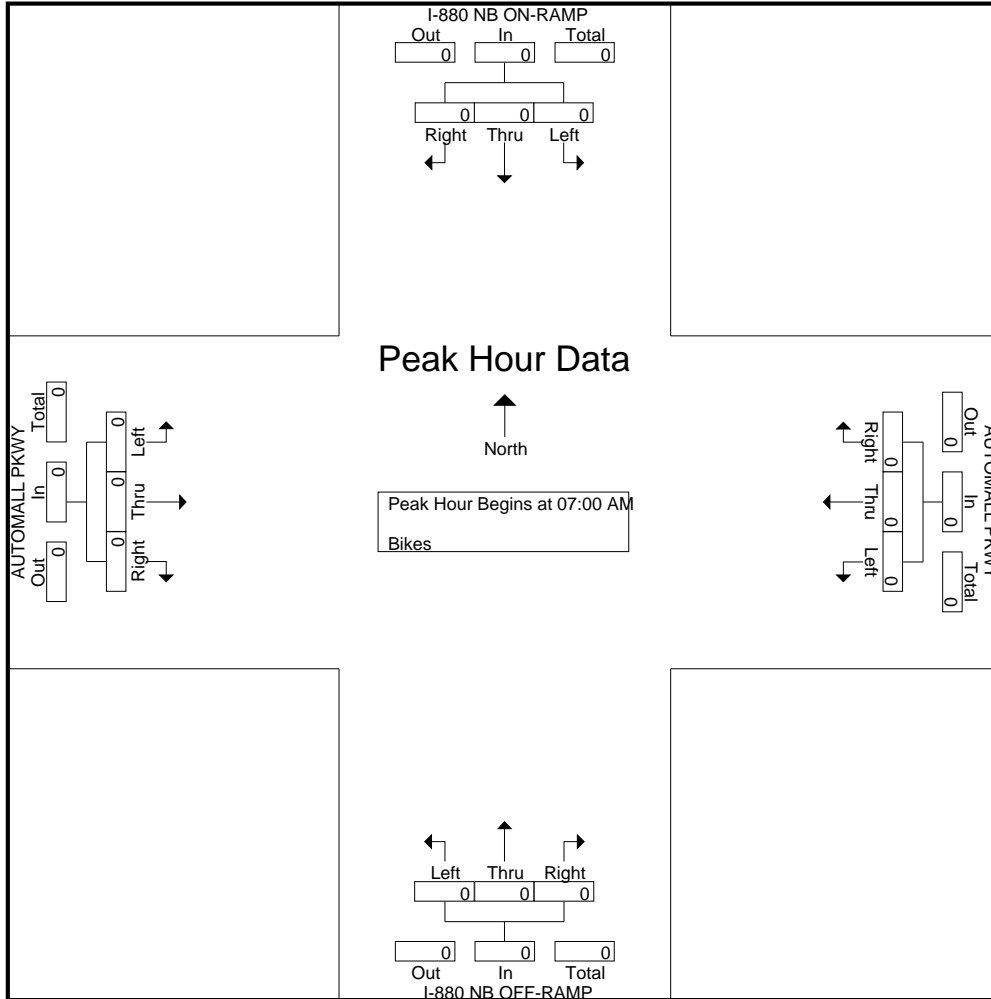 I-880 NB ON-RAMP
Out In Total
0 0 0
0 0 0
Right Thru Left
Peak Hour Data
North
Peak Hour Begins at 07:00 AM
Bikes
AUTOMALL PKWY
Out In Total
0 0 0
Right Thru Left
0 0 0
AUTOMALL PKWY
Total In Out
0 0 0
Left Thru Right
0 0 0
Left Thru Right
0 0 0
0 0 0
Out In Total
I-880 NB OFF-RAMP